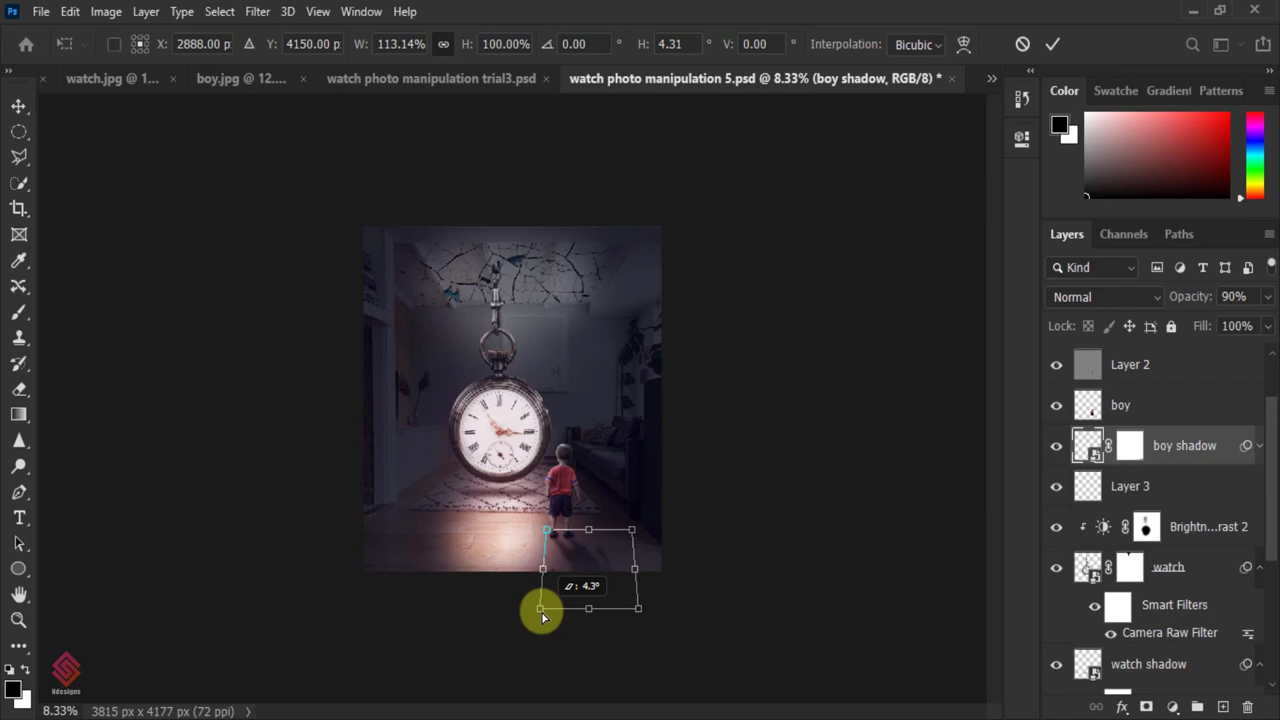 Ps File Edit Image Layer Type Select Filter 3D View Window Help
X: 2888.00 px Y: 4150.00 px W: 113.14% H: 100.00% 0.00 ° H: 4.31 ° V: 0.00 ° Interpolation: Bicubic
watch.jpg @ 1... × boy.jpg @ 12.... × watch photo manipulation trial3.psd × watch photo manipulation 5.psd @ 8.33% (boy shadow, RGB/8) * ×
Color Swatche Gradient Patterns
Layers Channels Paths
Kind
Normal Opacity: 90%
Lock: Fill: 100%
Layer 2
boy
boy shadow
Layer 3
Brightn...rast 2
watch
Smart Filters
Camera Raw Filter
watch shadow
: 4.3°
Hdesigns
8.33% 3815 px x 4177 px (72 ppi)